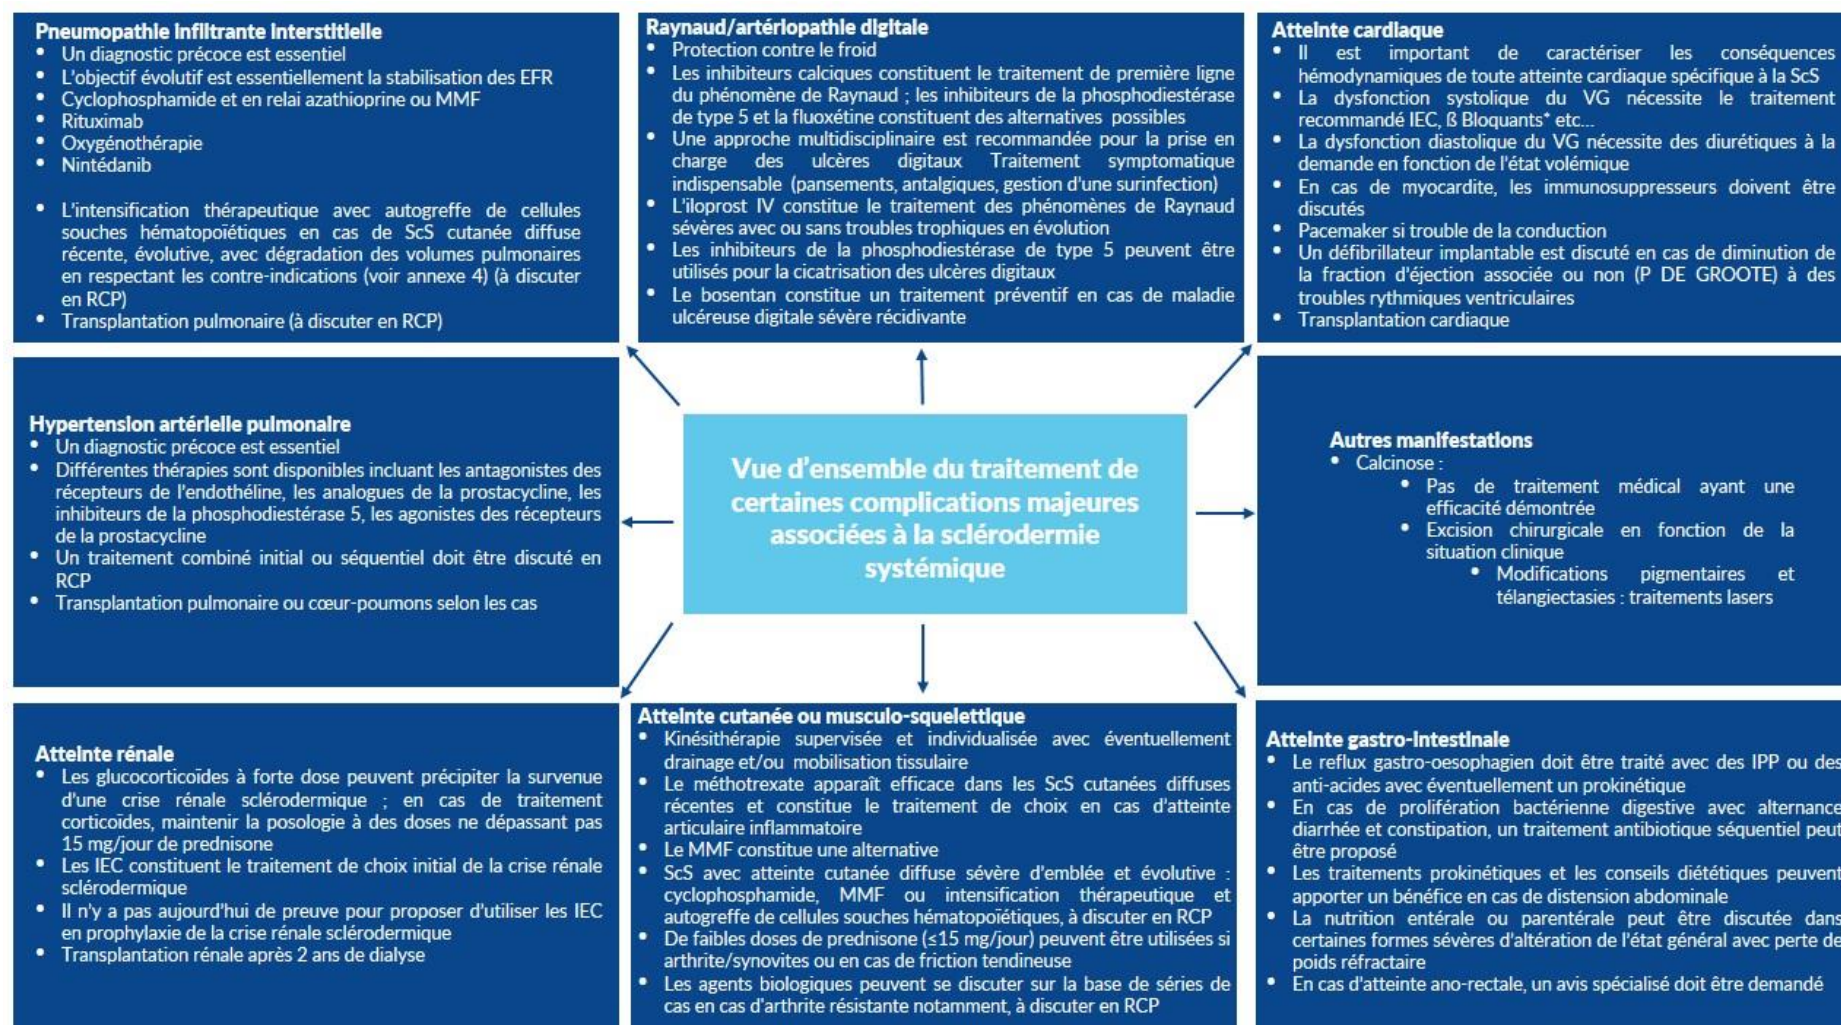 Pneumopathie infiltrante interstitielle
• Un diagnostic précoce est essentiel
• L'objectif évolutif est essentiellement la stabilisation des EFR
• Cyclophosphamide et en relai azathioprine ou MMF
• Rituximab
• Oxygénothérapie
• Nintédanib
• L'intensification thérapeutique avec autogreffe de cellules
souches hématopoïétiques en cas de ScS cutanée diffuse
récente, évolutive, avec dégradation des volumes pulmonaires
en respectant les contre-indications (voir annexe 4) (à discuter
en RCP)
• Transplantation pulmonaire (à discuter en RCP)
Raynaud/artériopathie digitale
• Protection contre le froid
• Les inhibiteurs calciques constituent le traitement de première ligne
du phénomène de Raynaud ; les inhibiteurs de la phosphodiestérase
de type 5 et la fluoxétine constituent des alternatives possibles
• Une approche multidisciplinaire est recommandée pour la prise en
charge des ulcères digitaux Traitement symptomatique
indispensable (pansements, antalgiques, gestion d'une surinfection)
• L'iloprost IV constitue le traitement des phénomènes de Raynaud
sévères avec ou sans troubles trophiques en évolution
• Les inhibiteurs de la phosphodiestérase de type 5 peuvent être
utilisés pour la cicatrisation des ulcères digitaux
• Le bosentan constitue un traitement préventif en cas de maladie
ulcéreuse digitale sévère récidivante
Atteinte cardiaque
• Il est important de caractériser les conséquences
hémodynamiques de toute atteinte cardiaque spécifique à la ScS
• La dysfonction systolique du VG nécessite le traitement
recommandé IEC, ß Bloquants* etc...
• La dysfonction diastolique du VG nécessite des diurétiques à la
demande en fonction de l'état volémique
• En cas de myocardite, les immunosuppresseurs doivent être
discutés
• Pacemaker si trouble de la conduction
• Un défibrillateur implantable est discuté en cas de diminution de
la fraction d'éjection associée ou non (P DE GROOTE) à des
troubles rythmiques ventriculaires
• Transplantation cardiaque
Hypertension artérielle pulmonaire
• Un diagnostic précoce est essentiel
• Différentes thérapies sont disponibles incluant les antagonistes des
récepteurs de l'endothéline, les analogues de la prostacycline, les
inhibiteurs de la phosphodiestérase 5, les agonistes des récepteurs
de la prostacycline
• Un traitement combiné initial ou séquentiel doit être discuté en
RCP
• Transplantation pulmonaire ou cœur-poumons selon les cas
Vue d'ensemble du traitement de
certaines complications majeures
associées à la sclérodermie
systémique
Autres manifestations
• Calcinose :
• Pas de traitement médical ayant une
efficacité démontrée
• Excision chirurgicale en fonction de la
situation clinique
• Modifications pigmentaires et
télangiectasies : traitements lasers
Atteinte rénale
• Les glucocorticoïdes à forte dose peuvent précipiter la survenue
d'une crise rénale sclérodermique ; en cas de traitement
corticoïdes, maintenir la posologie à des doses ne dépassant pas
15 mg/jour de prednisone
• Les IEC constituent le traitement de choix initial de la crise rénale
sclérodermique
• Il n'y a pas aujourd'hui de preuve pour proposer d'utiliser les IEC
en prophylaxie de la crise rénale sclérodermique
• Transplantation rénale après 2 ans de dialyse
Atteinte cutanée ou musculo-squelettique
• Kinésithérapie supervisée et individualisée avec éventuellement
drainage et/ou mobilisation tissulaire
• Le méthotrexate apparaît efficace dans les ScS cutanées diffuses
récentes et constitue le traitement de choix en cas d'atteinte
articulaire inflammatoire
• Le MMF constitue une alternative
• ScS avec atteinte cutanée diffuse sévère d'emblée et évolutive :
cyclophosphamide, MMF ou intensification thérapeutique et
autogreffe de cellules souches hématopoïétiques, à discuter en RCP
• De faibles doses de prednisone (≤15 mg/jour) peuvent être utilisées si
arthrite/synovites ou en cas de friction tendineuse
• Les agents biologiques peuvent se discuter sur la base de séries de
cas en cas d'arthrite résistante notamment, à discuter en RCP
Atteinte gastro-intestinale
• Le reflux gastro-oesophagien doit être traité avec des IPP ou des
anti-acides avec éventuellement un prokinétique
• En cas de prolifération bactérienne digestive avec alternance
diarrhée et constipation, un traitement antibiotique séquentiel peut
être proposé
• Les traitements prokinétiques et les conseils diététiques peuvent
apporter un bénéfice en cas de distension abdominale
• La nutrition entérale ou parentérale peut être discutée dans
certaines formes sévères d'altération de l'état général avec perte de
poids réfractaire
• En cas d'atteinte ano-rectale, un avis spécialisé doit être demandé